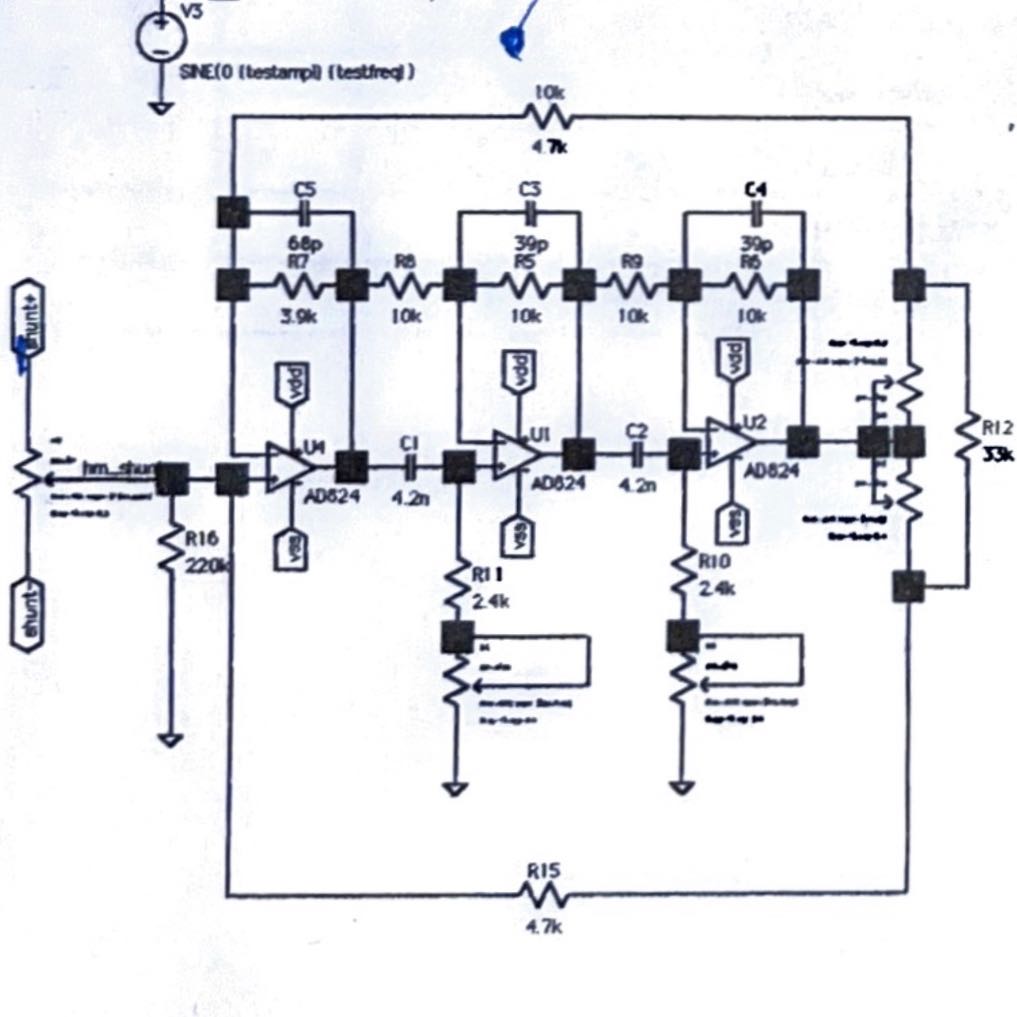 V3
SINE(0 {testampl} {testfreq})
10k
4.7k
C5
C3
C4
68p
39p
39p
R7
R8
R5
R9
R6
3.9k
10k
10k
10k
10k
shunt+
vdd
vdd
vdd
U4
U1
U2
R12
33k
hm_shunt
C1
C2
AD824
AD824
AD824
4.2n
4.2n
vss
vss
vss
R16
220k
R11
2.4k
R10
2.4k
shunt-
R15
4.7k